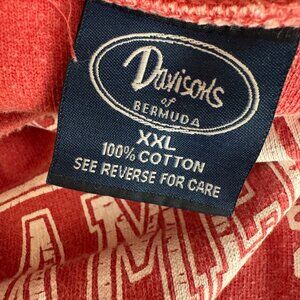 Davisons
of
BERMUDA
XXL
100% COTTON
SEE REVERSE FOR CARE